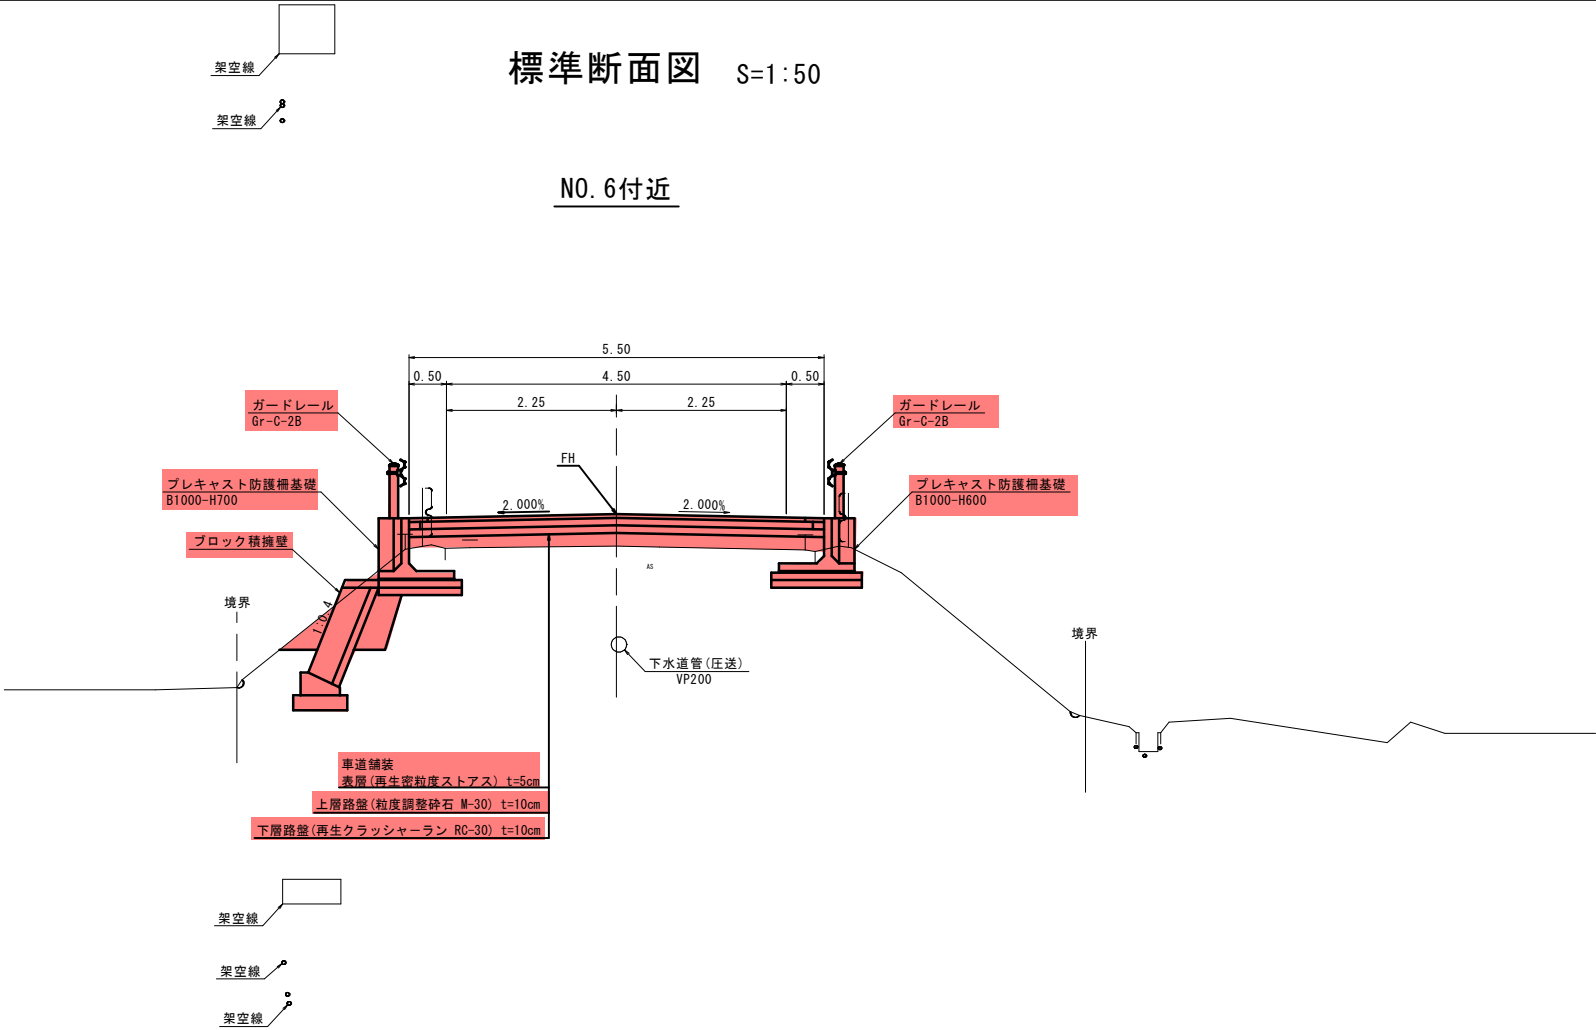 架空線
標準断面図 S=1:50
架空線
NO.6付近
5.50
0.50 4.50 0.50
2.25 2.25
ガードレール
Gr-C-2B
ガードレール
Gr-C-2B
FH
プレキャスト防護柵基礎
B1000-H700
プレキャスト防護柵基礎
B1000-H600
2.000% 2.000%
ブロック積擁壁
AS
境界
1:0.4
境界
下水道管(圧送)
VP200
車道舗装
表層(再生密粒度ストアス) t=5cm
上層路盤(粒度調整砕石 M-30) t=10cm
下層路盤(再生クラッシャーラン RC-30) t=10cm
架空線
架空線
架空線